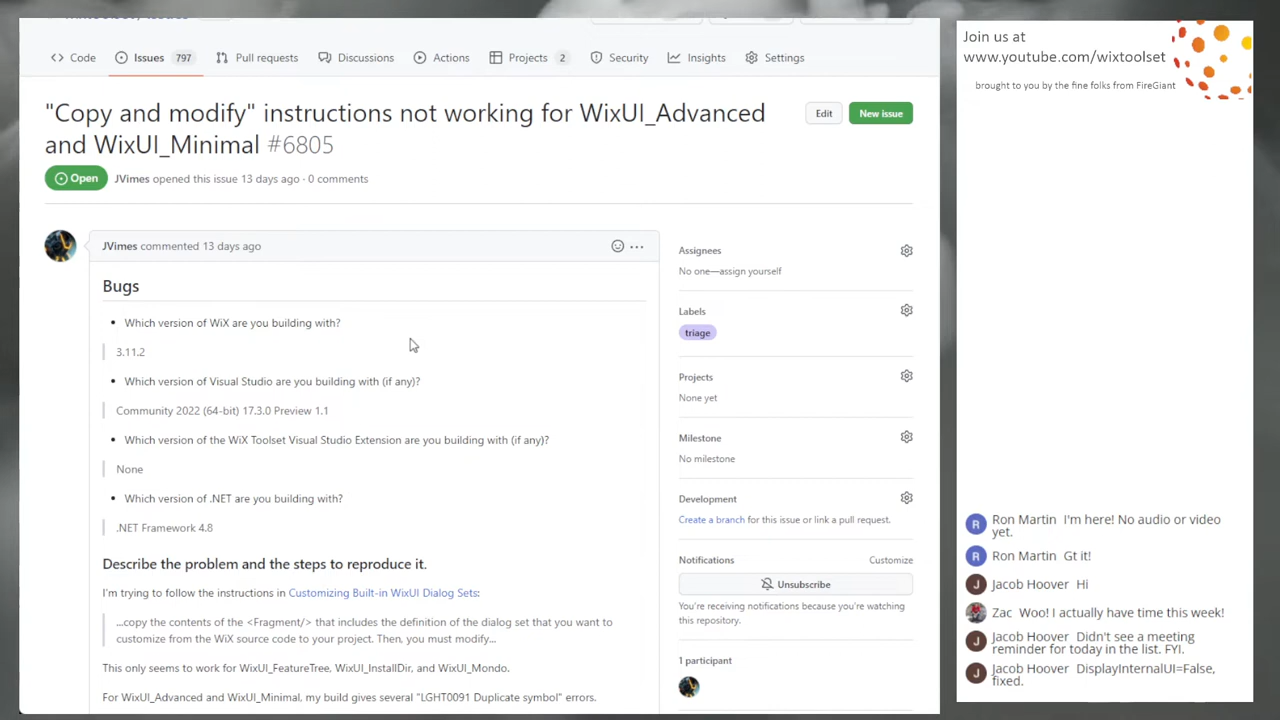 Code
Issues 797
Pull requests
Discussions
Actions
Projects 2
Security
Insights
Settings
"Copy and modify" instructions not working for WixUI_Advanced
and WixUI_Minimal #6805
Edit
New issue
Open
JVimes opened this issue 13 days ago · 0 comments
JVimes commented 13 days ago
Bugs
• Which version of WiX are you building with?
3.11.2
• Which version of Visual Studio are you building with (if any)?
Community 2022 (64-bit) 17.3.0 Preview 1.1
• Which version of the WiX Toolset Visual Studio Extension are you building with (if any)?
None
• Which version of .NET are you building with?
.NET Framework 4.8
Describe the problem and the steps to reproduce it.
I'm trying to follow the instructions in Customizing Built-in WixUI Dialog Sets:
...copy the contents of the <Fragment/> that includes the definition of the dialog set that you want to
customize from the WiX source code to your project. Then, you must modify...
This only seems to work for WixUI_FeatureTree, WixUI_InstallDir, and WixUI_Mondo.
For WixUI_Advanced and WixUI_Minimal, my build gives several "LGHT0091 Duplicate symbol" errors.
Assignees
No one—assign yourself
Labels
triage
Projects
None yet
Milestone
No milestone
Development
Create a branch for this issue or link a pull request.
Notifications
Customize
Unsubscribe
You're receiving notifications because you're watching
this repository.
1 participant
Join us at
www.youtube.com/wixtoolset
brought to you by the fine folks from FireGiant
R Ron Martin I'm here! No audio or video
yet.
R Ron Martin Gt it!
J Jacob Hoover Hi
Zac Woo! I actually have time this week!
J Jacob Hoover Didn't see a meeting
reminder for today in the list. FYI.
J Jacob Hoover DisplayInternalUI=False,
fixed.